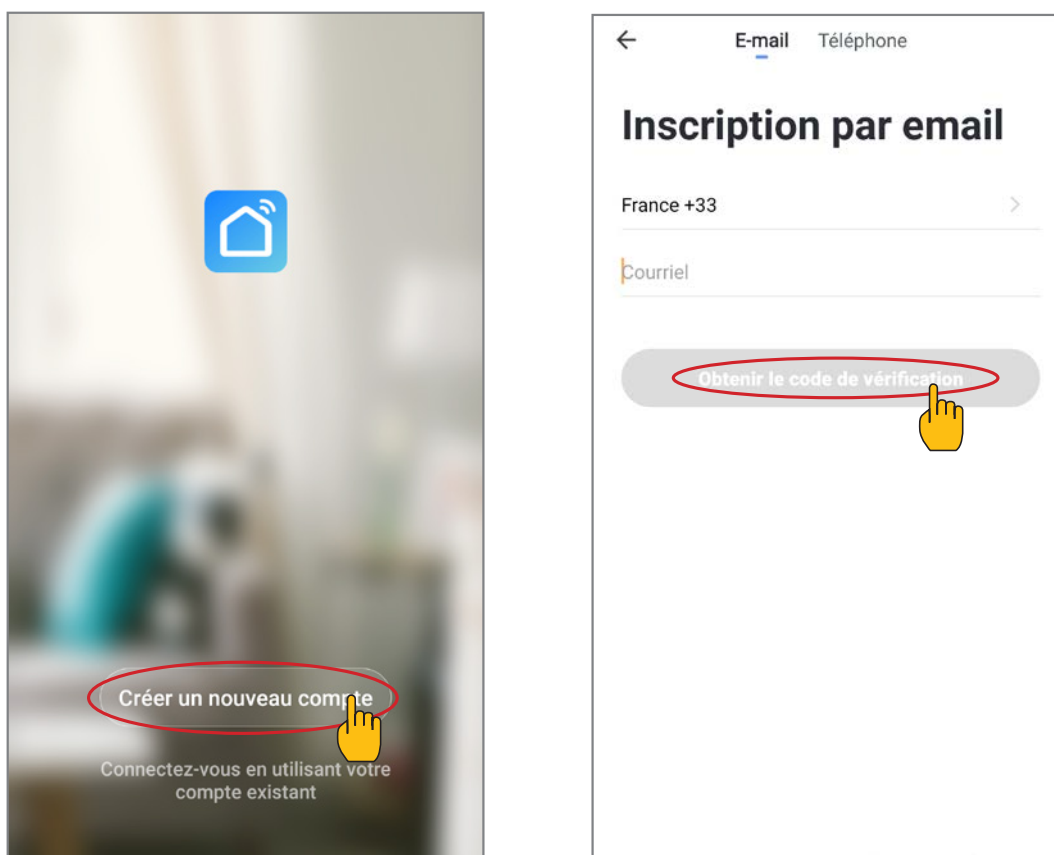 Créer un nouveau compte
Connectez-vous en utilisant votre
compte existant
E-mail Téléphone
Inscription par email
France +33
Courriel
Obtenir le code de vérification